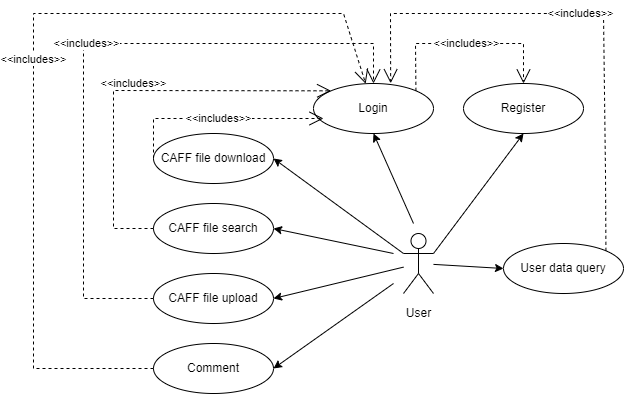 <<includes>>
<<includes>>
<<includes>>
<<includes>>
<<includes>>
Login
Register
<<includes>>
CAFF file download
CAFF file search
User data query
CAFF file upload
User
Comment